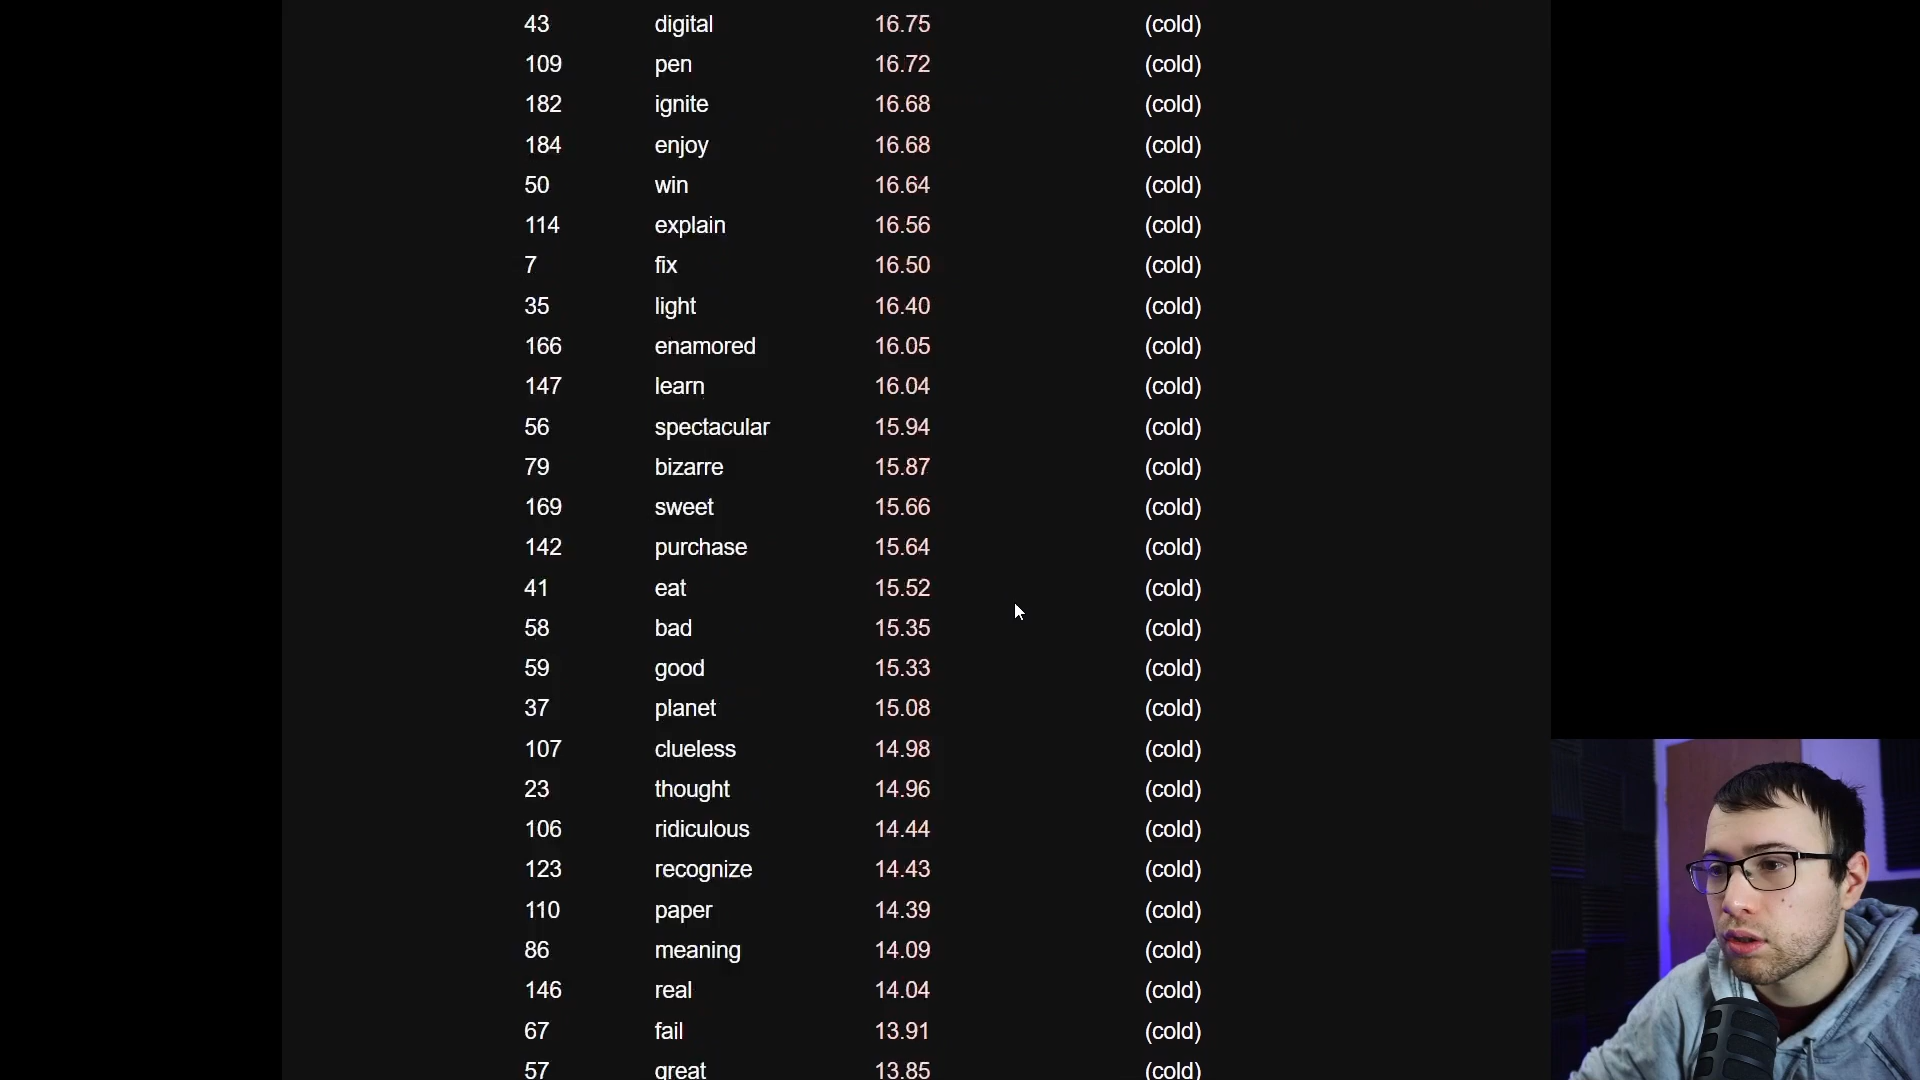 43 digital 16.75 (cold)
109 pen 16.72 (cold)
182 ignite 16.68 (cold)
184 enjoy 16.68 (cold)
50 win 16.64 (cold)
114 explain 16.56 (cold)
7 fix 16.50 (cold)
35 light 16.40 (cold)
166 enamored 16.05 (cold)
147 learn 16.04 (cold)
56 spectacular 15.94 (cold)
79 bizarre 15.87 (cold)
169 sweet 15.66 (cold)
142 purchase 15.64 (cold)
41 eat 15.52 (cold)
58 bad 15.35 (cold)
59 good 15.33 (cold)
37 planet 15.08 (cold)
107 clueless 14.98 (cold)
23 thought 14.96 (cold)
106 ridiculous 14.44 (cold)
123 recognize 14.43 (cold)
110 paper 14.39 (cold)
86 meaning 14.09 (cold)
146 real 14.04 (cold)
67 fail 13.91 (cold)
57 great 13.85 (cold)